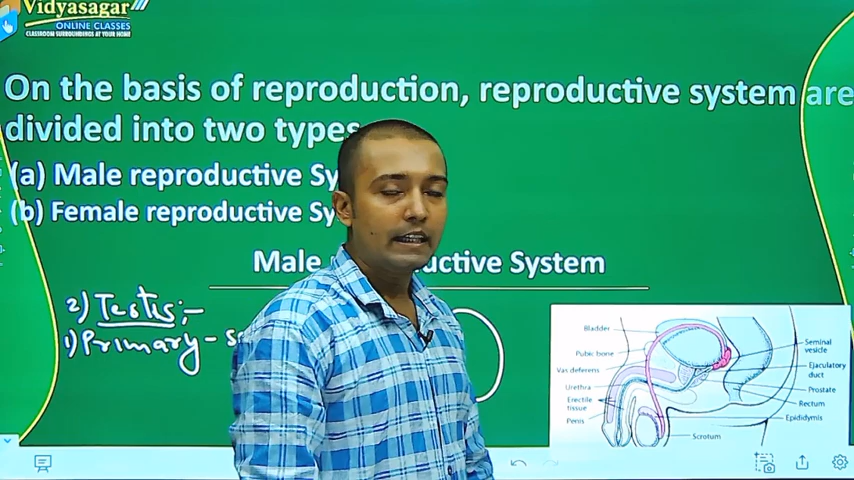 Vidyasagar
ONLINE CLASSES
CLASSROOM SURROUNDINGS AT YOUR HOME
On the basis of reproduction, reproductive system are
divided into two types
(a) Male reproductive Sy
(b) Female reproductive Sy
Male uctive System
2) Testis :-
1) Primary - s
Bladder
Pubic bone
Vas deferens
Urethra
Erectile
tissue
Penis
Seminal
vesicle
Ejaculatory
duct
Prostate
Rectum
Epididymis
Scrotum